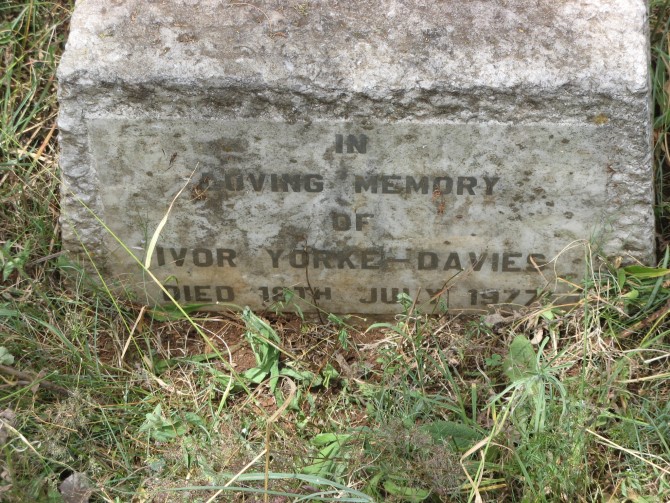 IN
LOVING MEMORY
OF
IVOR YORKE-DAVIES
DIED 18TH JULY 1977